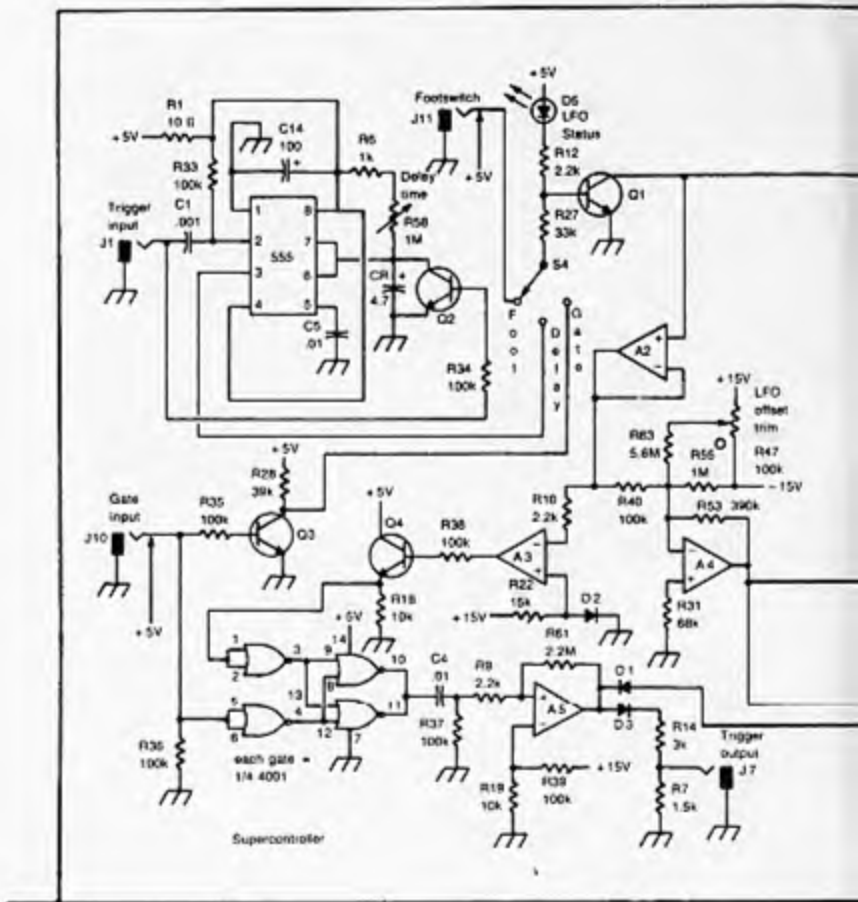 +5V
D5
LFO
Status
R1
10 Ω
+5V
R33
100k
C14
100
+
R6
1k
Delay
time
R58
1M
Footswitch
J11
+5V
R12
2.2k
Q1
R27
33k
S4
Trigger
input
J1
C1
.001
1
2
3
4
555
8
7
6
5
C5
.01
CR
+
4.7
Q2
R34
100k
Foot
Delay
Gate
A2
+
-
+15V
LFO
offset
trim
R63
5.6M
R55
1M
R47
100k
-15V
R40
100k
R53
390k
+5V
R28
39k
R35
100k
Gate
input
J10
Q3
+5V
+5V
Q4
R38
100k
R10
2.2k
A3
-
+
A4
-
+
R22
15k
+15V
D2
R31
68k
R18
10k
1
2
3
+5V
14
9
8
10
13
5
6
4
12
11
7
R36
100k
each gate =
1/4 4001
C4
.01
R9
2.2k
R61
2.2M
R37
100k
A5
+
-
D1
D3
R14
3k
Trigger
output
J7
R19
10k
R39
100k
+15V
R7
1.5k
Supercontroller